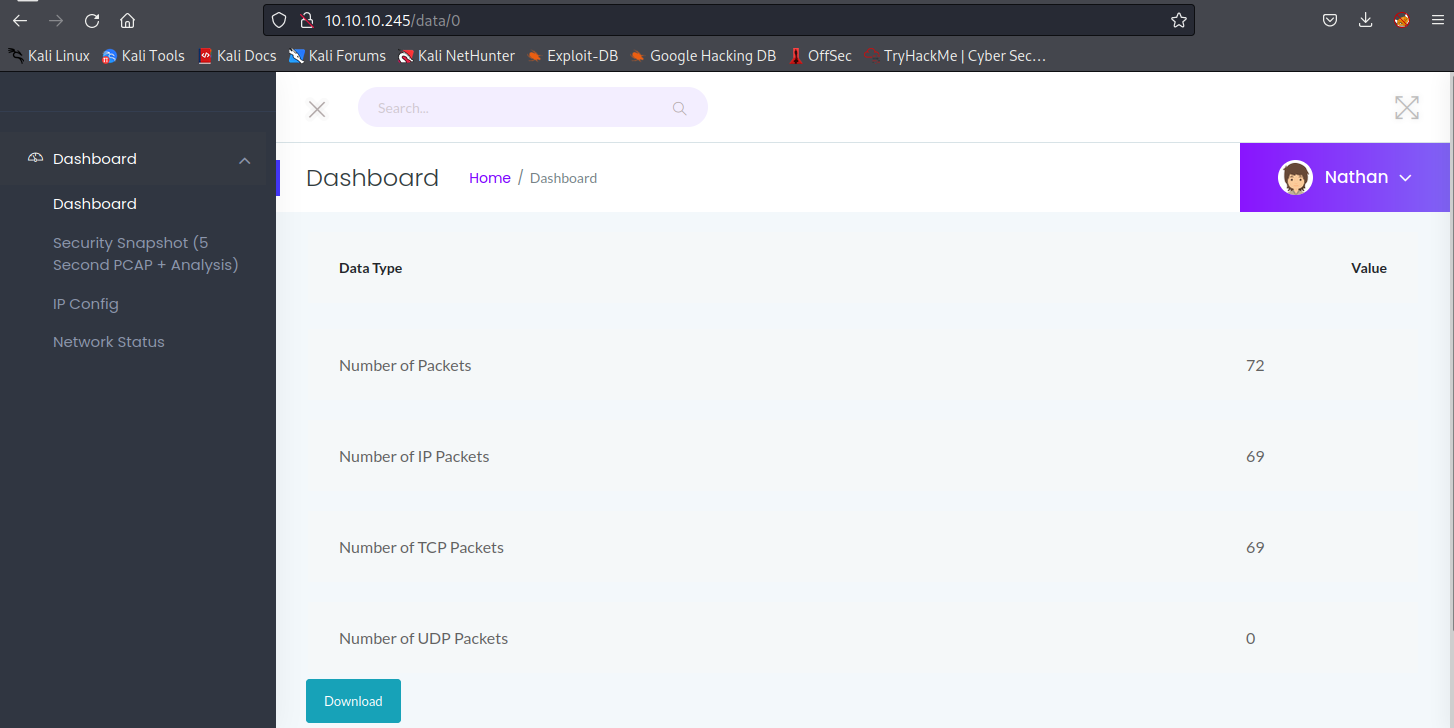 10.10.10.245/data/0
Kali Linux Kali Tools Kali Docs Kali Forums Kali NetHunter Exploit-DB Google Hacking DB OffSec TryHackMe | Cyber Sec…
Search...
Dashboard
Dashboard
Security Snapshot (5
Second PCAP + Analysis)
IP Config
Network Status
Dashboard Home / Dashboard
Nathan
Data Type Value
Number of Packets 72
Number of IP Packets 69
Number of TCP Packets 69
Number of UDP Packets 0
Download